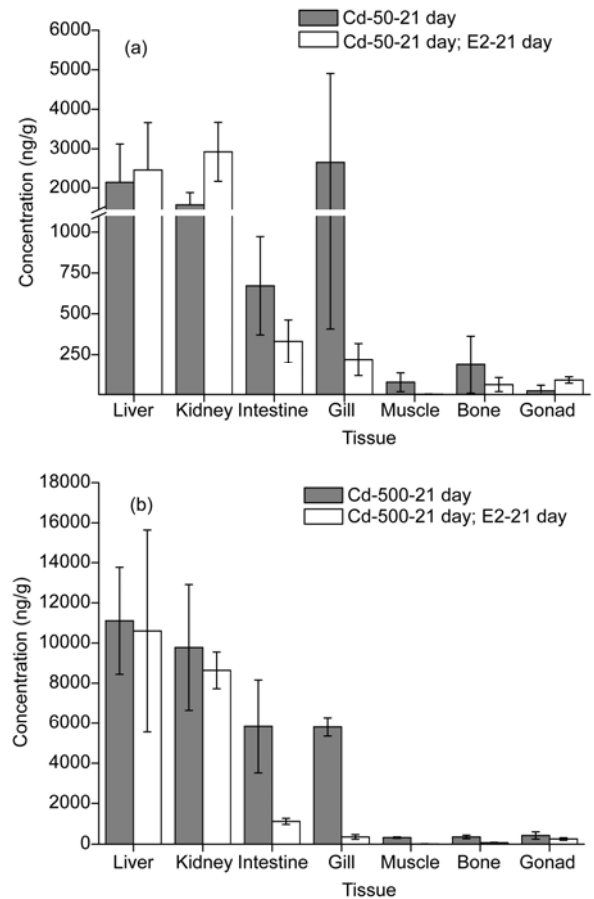 Cd-50-21 day
Cd-50-21 day; E2-21 day
(a)
6000
5000
4000
3000
2000
1000
750
500
250
Concentration (ng/g)
Liver Kidney Intestine Gill Muscle Bone Gonad
Tissue
Cd-500-21 day
Cd-500-21 day; E2-21 day
(b)
18000
16000
14000
12000
10000
8000
6000
4000
2000
0
Concentration (ng/g)
Liver Kidney Intestine Gill Muscle Bone Gonad
Tissue